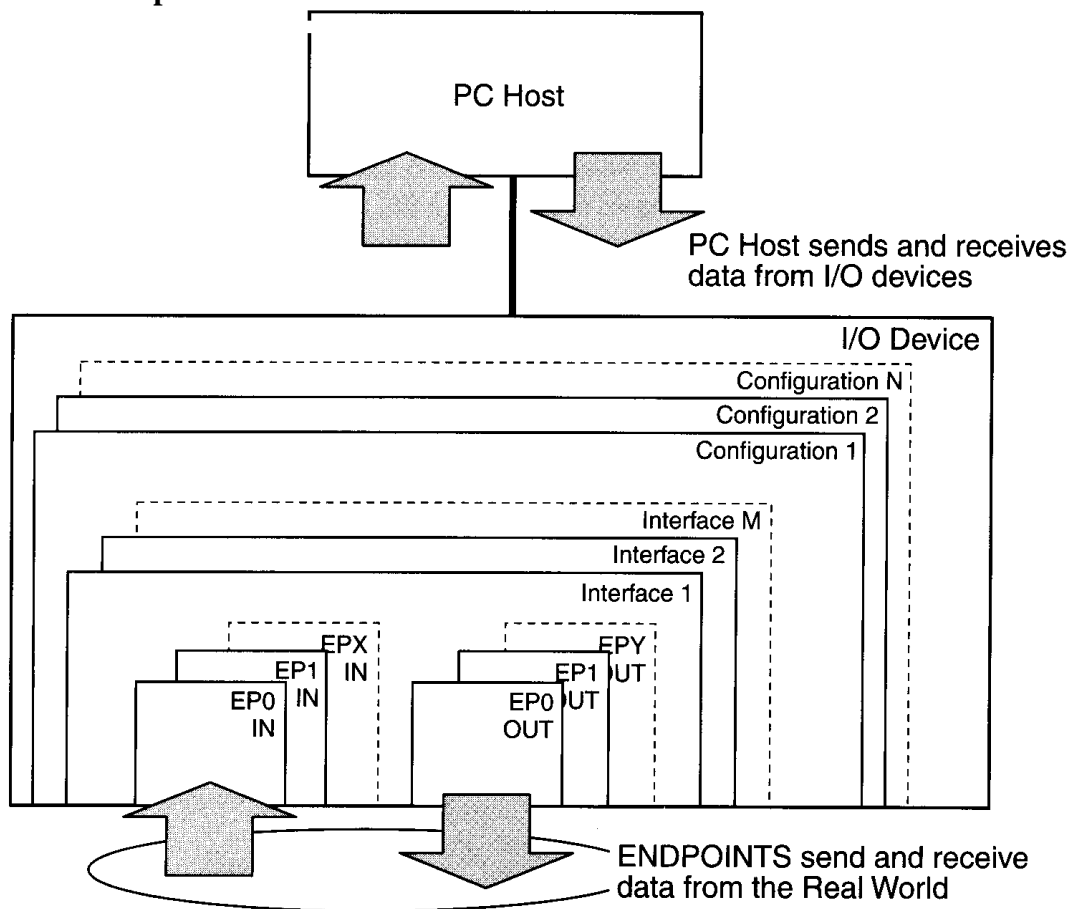 PC Host
PC Host sends and receives
data from I/O devices
I/O Device
Configuration N
Configuration 2
Configuration 1
Interface M
Interface 2
Interface 1
EPX
IN
EP1
IN
EP0
IN
EPY
OUT
EP1
OUT
EP0
OUT
ENDPOINTS send and receive
data from the Real World